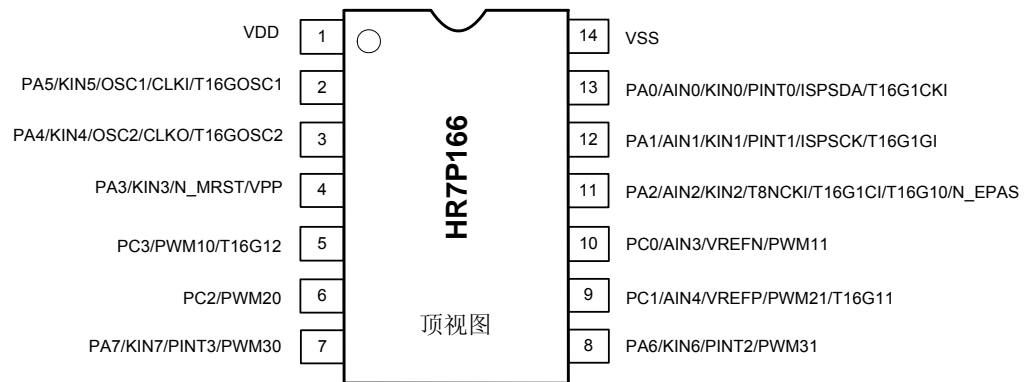 VDD 1 14 VSS
PA5/KIN5/OSC1/CLKI/T16GOSC1 2 13 PA0/AIN0/KIN0/PINT0/ISPSDA/T16G1CKI
PA4/KIN4/OSC2/CLKO/T16GOSC2 3 12 PA1/AIN1/KIN1/PINT1/ISPSCK/T16G1GI
PA3/KIN3/N_MRST/VPP 4 11 PA2/AIN2/KIN2/T8NCKI/T16G1CI/T16G10/N_EPAS
PC3/PWM10/T16G12 5 10 PC0/AIN3/VREFN/PWM11
PC2/PWM20 6 9 PC1/AIN4/VREFP/PWM21/T16G11
PA7/KIN7/PINT3/PWM30 7 8 PA6/KIN6/PINT2/PWM31
HR7P166
顶视图